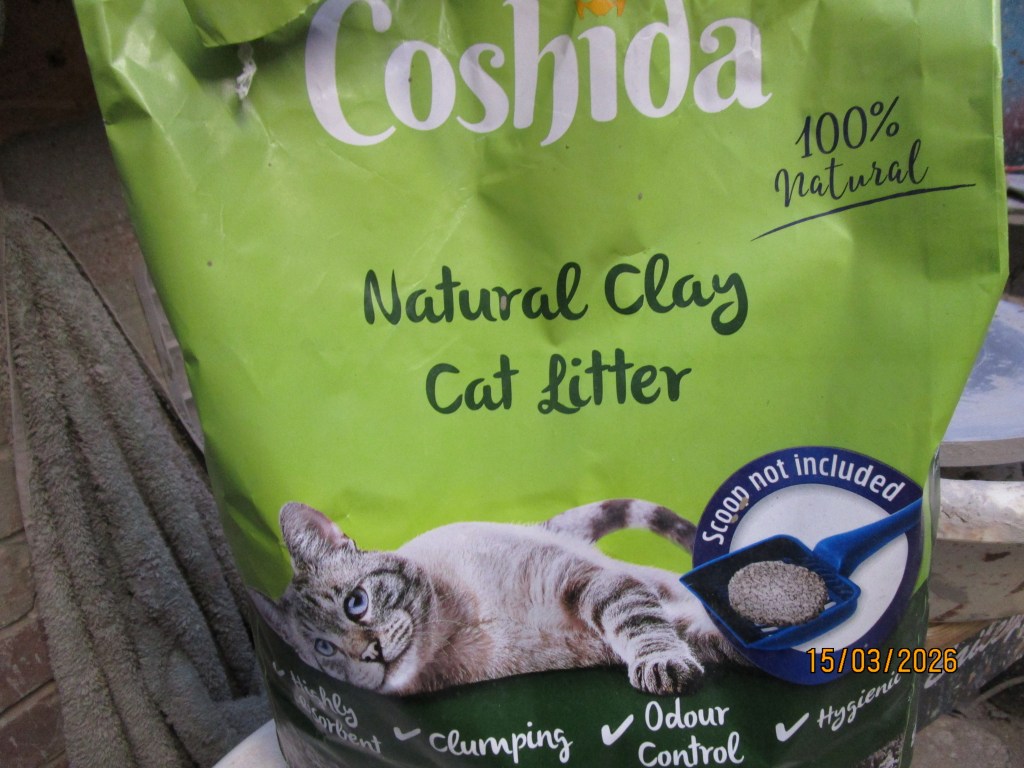 Coshida
100%
Natural
Natural Clay
Cat Litter
Scoop not included
15/03/2026
Highly
Absorbent
Clumping
Odour
Control
Hygienic